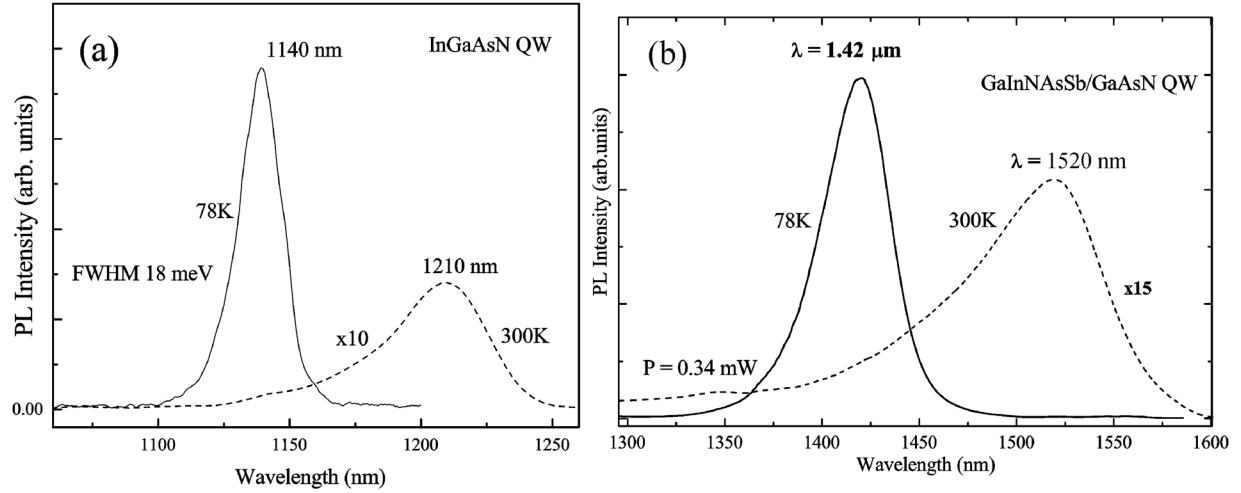 (a)
1140 nm
InGaAsN QW
78K
FWHM 18 meV
1210 nm
x10
300K
0.00
PL Intensity (arb. units)
1100
1150
1200
1250
Wavelength (nm)
(b)
λ = 1.42 μm
GaInNAsSb/GaAsN QW
λ = 1520 nm
78K
300K
x15
P = 0.34 mW
PL Intensity (arb.units)
1300
1350
1400
1450
1500
1550
1600
Wavelength (nm)